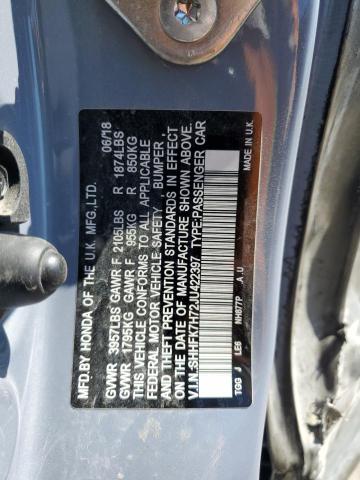 MFD.BY HONDA OF THE
U.K. MFG.,LTD. 06/18
GVWR 3957LBS GAWR F 2105LBS R 1874LBS
GVWR 1795KG GAWR F 955KG R 850KG
THIS VEHICLE CONFORMS TO ALL APPLICABLE
FEDERAL MOTOR VEHICLE SAFETY , BUMPER ,
AND THEFT PREVENTION STANDARDS IN EFFECT
ON THE DATE OF MANUFACTURE SHOWN ABOVE.
V.I.N.:SHHFK7H72JU422397 TYPE:PASSENGER CAR
MADE IN U.K.
TGG J LE6 NH877P A U